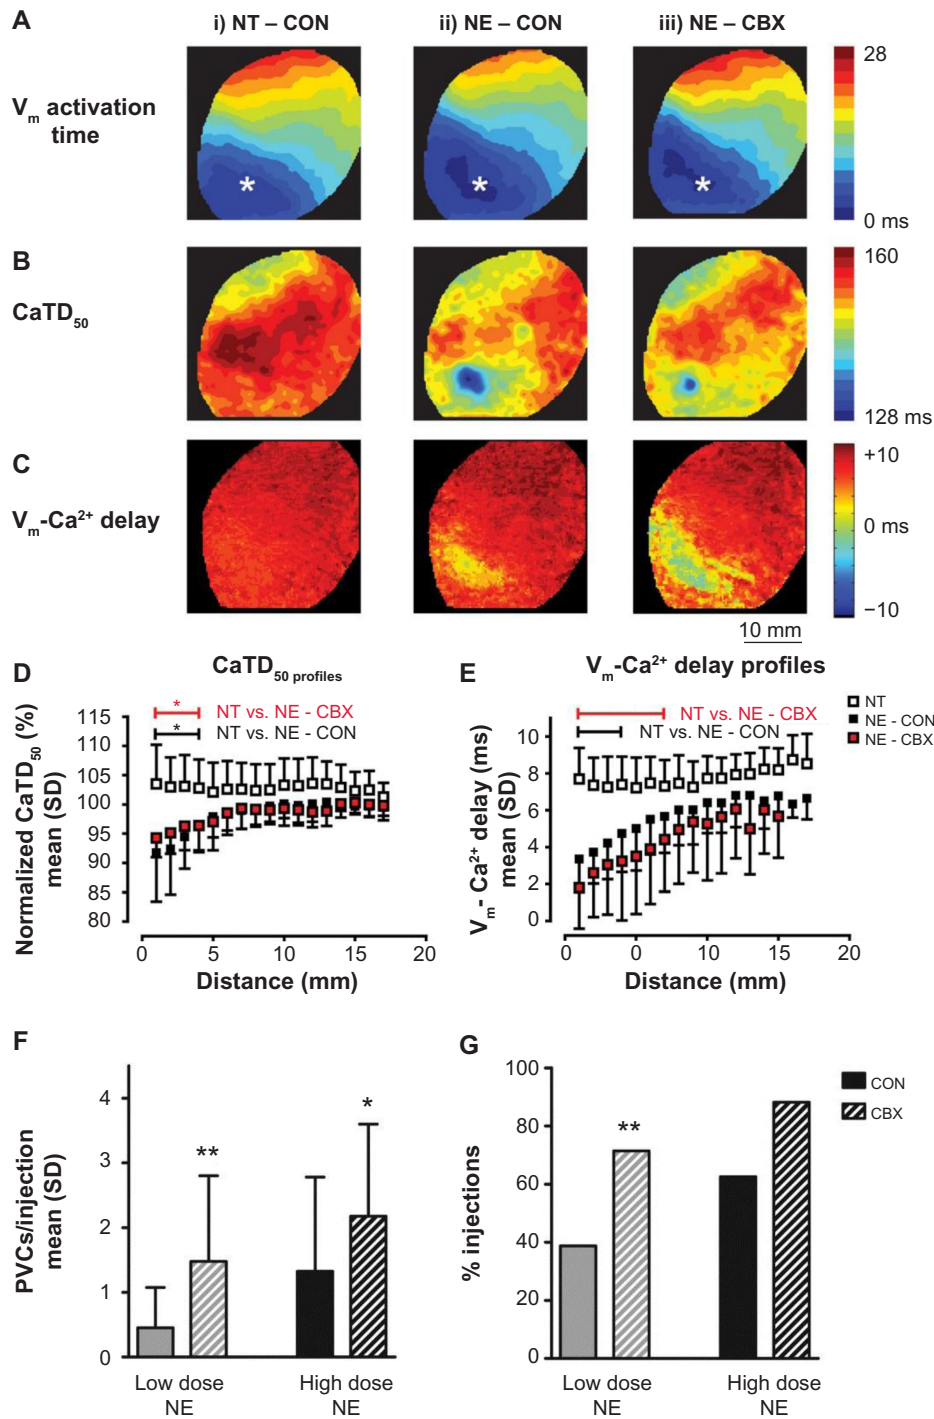 A
i) NT – CON
ii) NE – CON
iii) NE – CBX
Vm activation
time
*
*
*
28
0 ms
B
CaTD50
160
128 ms
C
Vm-Ca2+ delay
+10
0 ms
−10
10 mm
D
CaTD50 profiles
*
NT vs. NE - CBX
*
NT vs. NE - CON
Normalized CaTD50 (%)
mean (SD)
115
110
105
100
95
90
85
80
0
5
10
15
20
Distance (mm)
E
Vm-Ca2+ delay profiles
NT vs. NE - CBX
NT vs. NE - CON
NT
NE - CON
NE - CBX
Vm- Ca2+ delay (ms)
mean (SD)
10
8
6
4
2
0
0
0
10
15
20
Distance (mm)
F
PVCs/injection
mean (SD)
4
3
2
1
0
**
*
Low dose
NE
High dose
NE
G
% injections
100
80
60
40
20
0
**
CON
CBX
Low dose
NE
High dose
NE